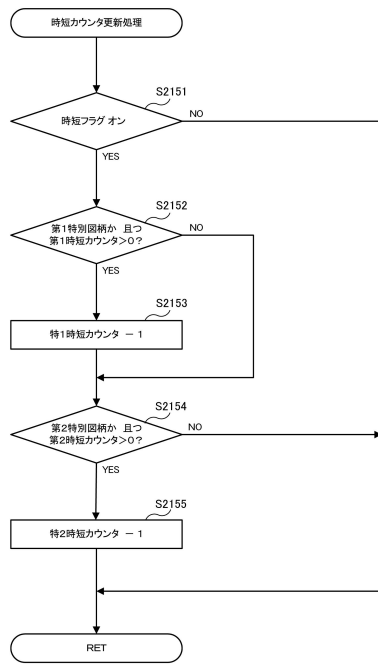 時短カウンタ更新処理
S2151
時短フラグ オン
NO
YES
S2152
第1特別図柄か 且つ
第1時短カウンタ>0?
NO
YES
S2153
特1時短カウンタ － 1
S2154
第2特別図柄か 且つ
第2時短カウンタ>0?
NO
YES
S2155
特2時短カウンタ － 1
RET